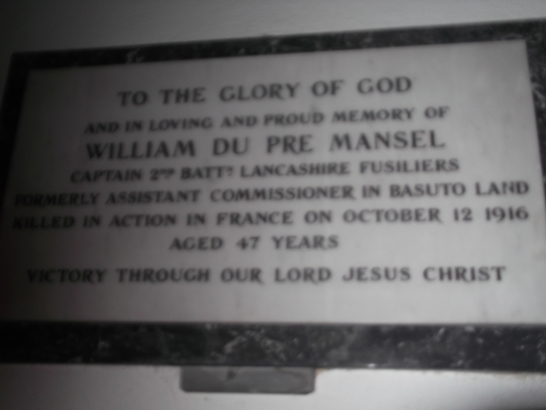 TO THE GLORY OF GOD
AND IN LOVING AND PROUD MEMORY OF
WILLIAM DU PRE MANSEL
CAPTAIN 2ND BATTN LANCASHIRE FUSILIERS
FORMERLY ASSISTANT COMMISSIONER IN BASUTO LAND
KILLED IN ACTION IN FRANCE ON OCTOBER 12 1916
AGED 47 YEARS
VICTORY THROUGH OUR LORD JESUS CHRIST